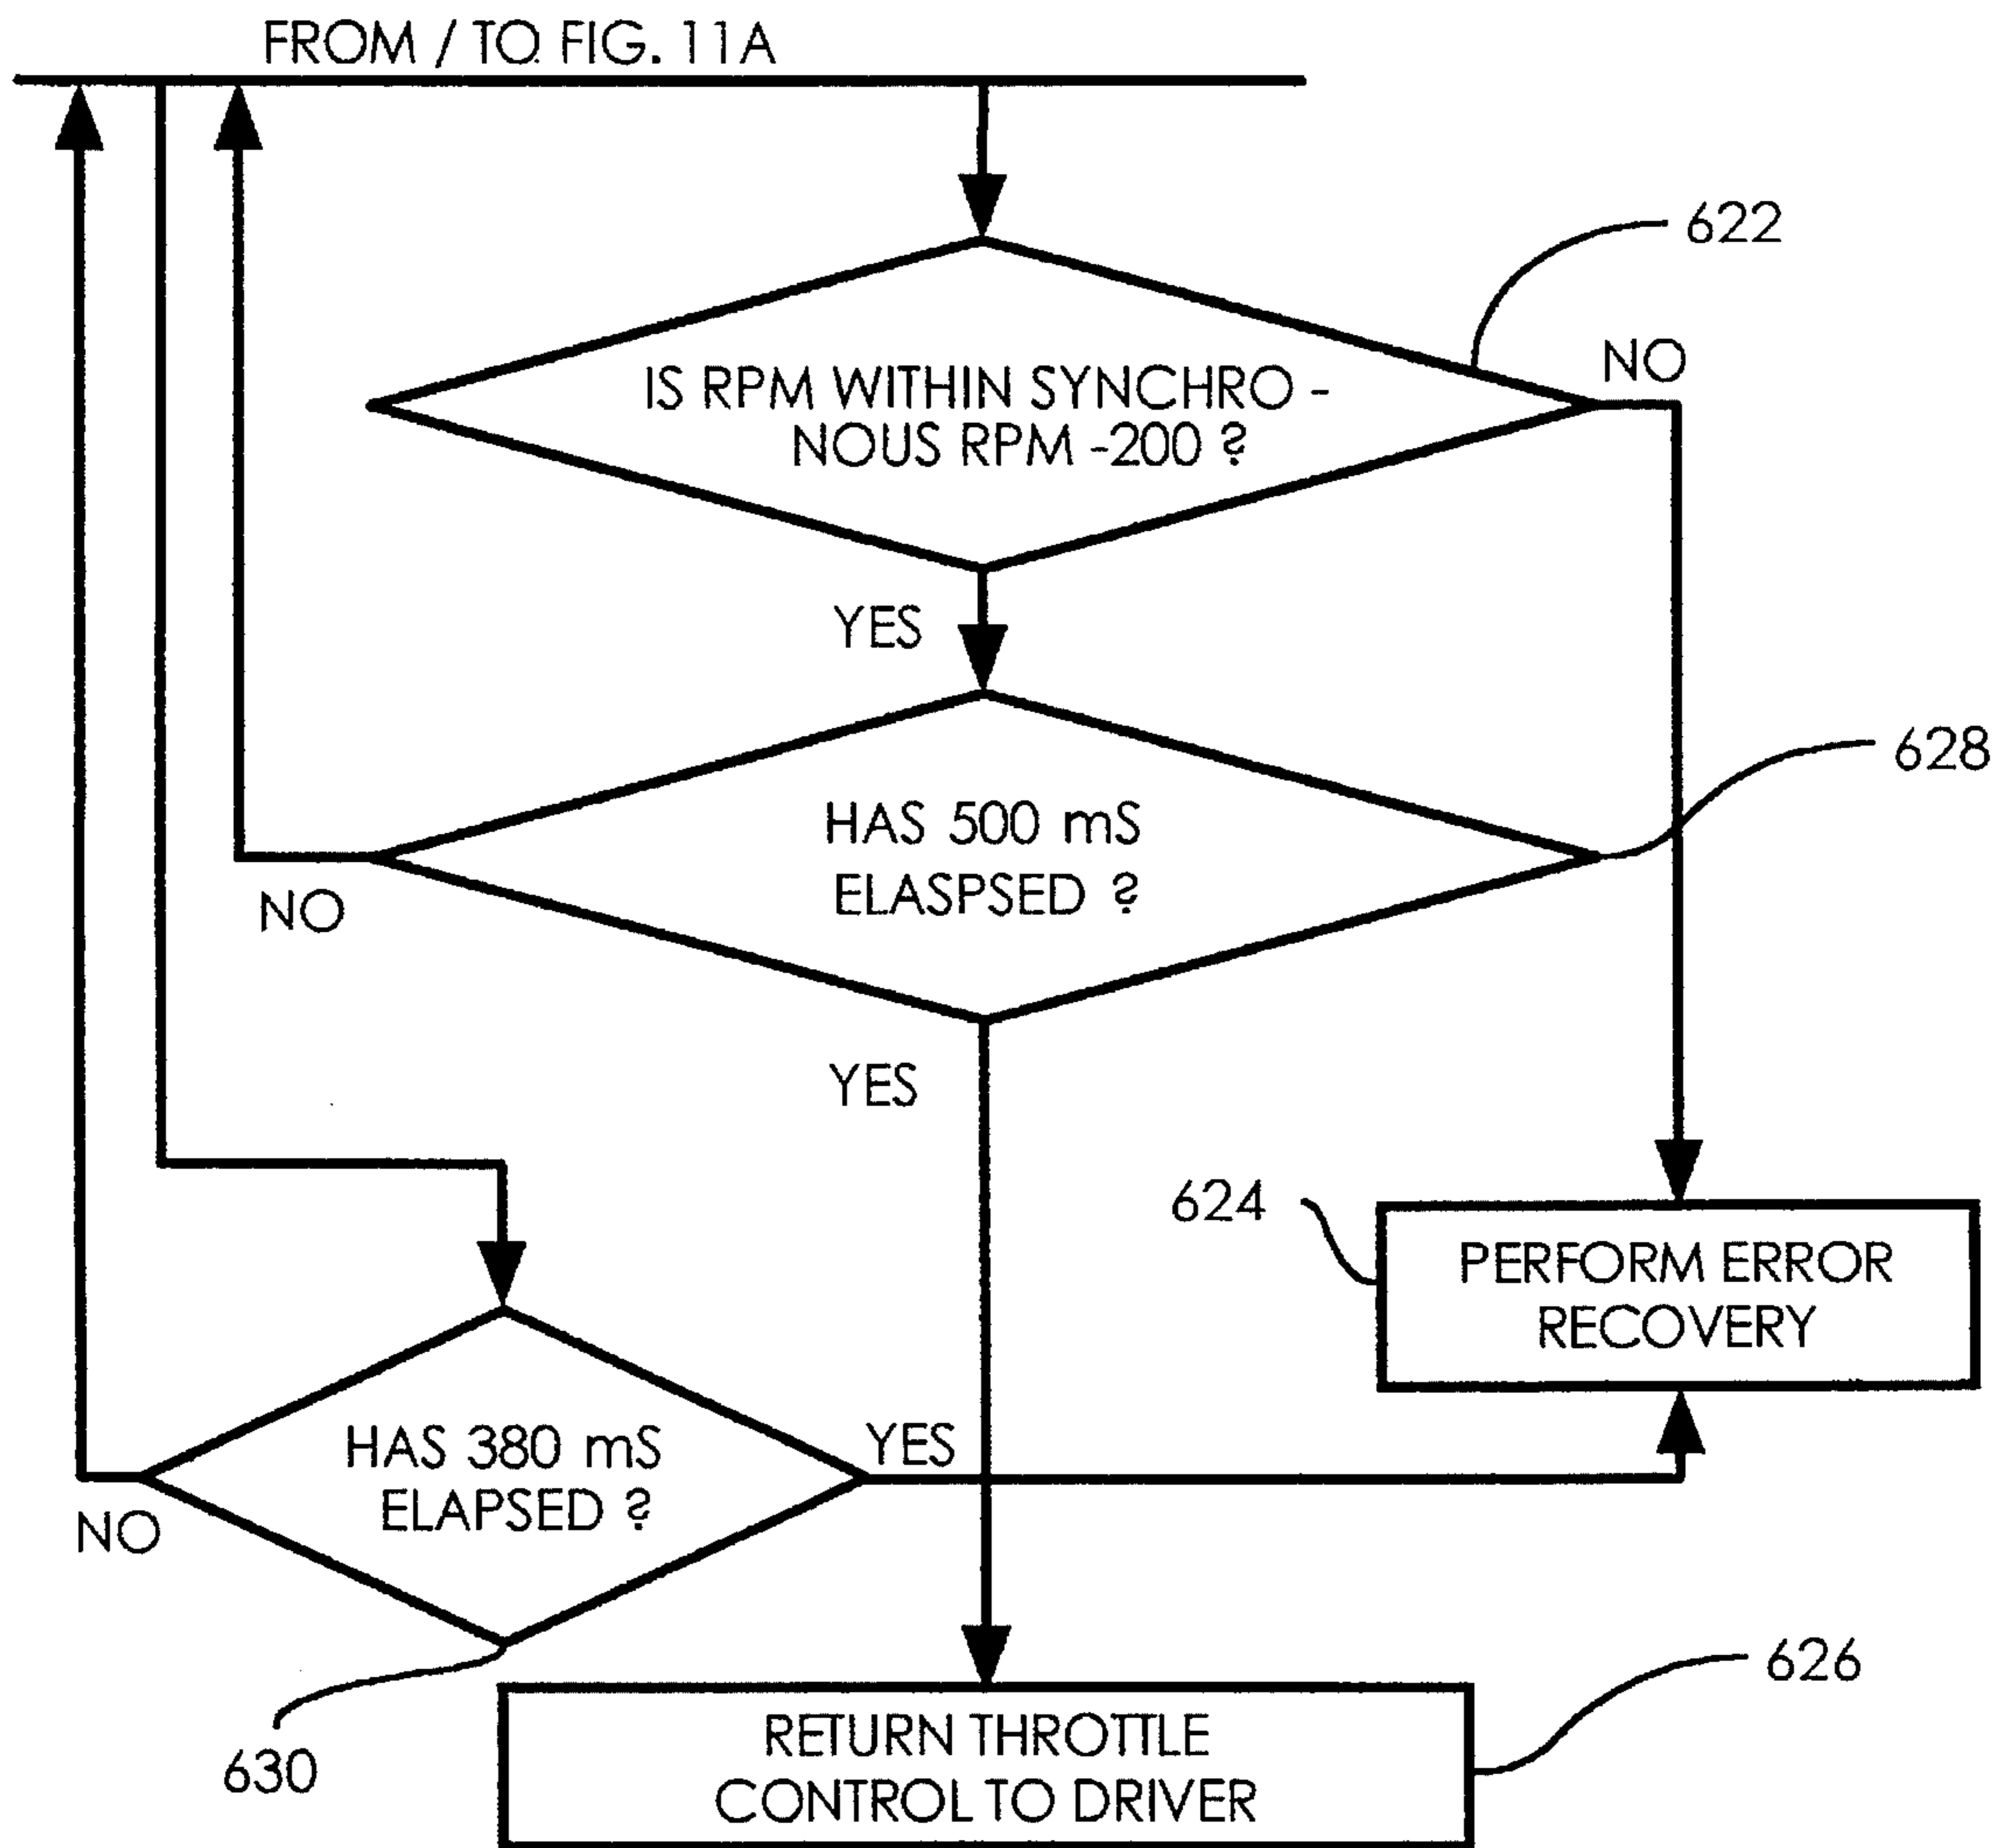 FROM / TO FIG. 11A
622
NO
IS RPM WITHIN SYNCHRO -
NOUS RPM -200 ?
YES
628
HAS 500 mS
ELASPSED ?
NO
YES
624
PERFORM ERROR
RECOVERY
HAS 380 mS
ELAPSED ?
YES
NO
626
630
RETURN THROTTLE
CONTROL TO DRIVER